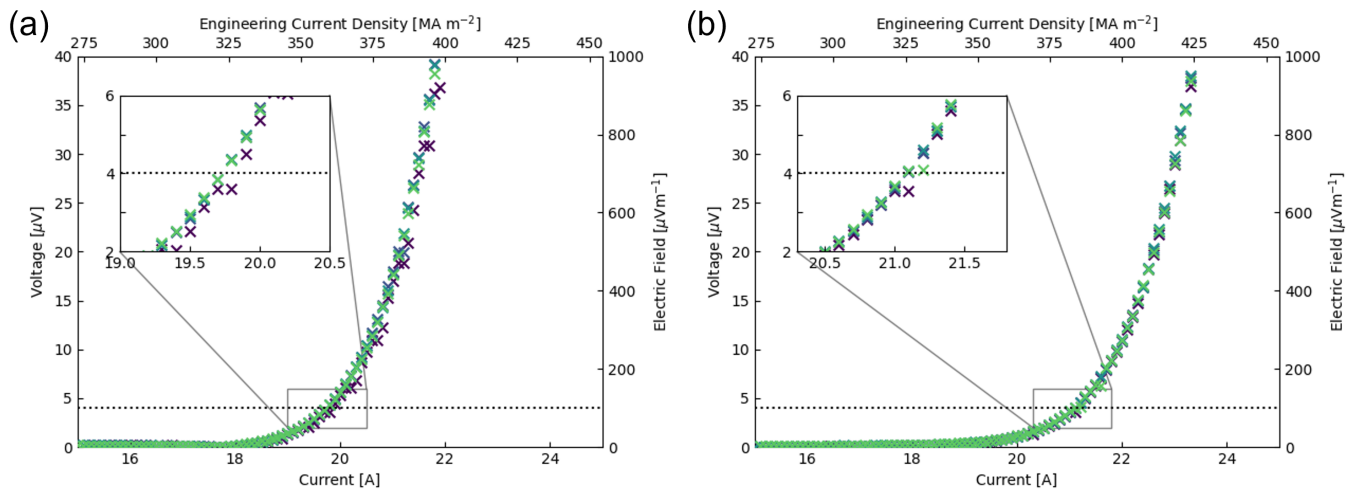 (a)
Engineering Current Density [MA m⁻²]
275 300 325 350 375 400 425 450
40 1000
35
30 800
25
20 600
15 400
10
5 200
0 0
Voltage [μV]
Electric Field [μVm⁻¹]
6
4
2
19.0 19.5 20.0 20.5
16 18 20 22 24
Current [A]
(b)
Engineering Current Density [MA m⁻²]
275 300 325 350 375 400 425 450
40 1000
35
30 800
25
20 600
15 400
10
5 200
0 0
Voltage [μV]
Electric Field [μVm⁻¹]
6
4
2
20.5 21.0 21.5
16 18 20 22 24
Current [A]